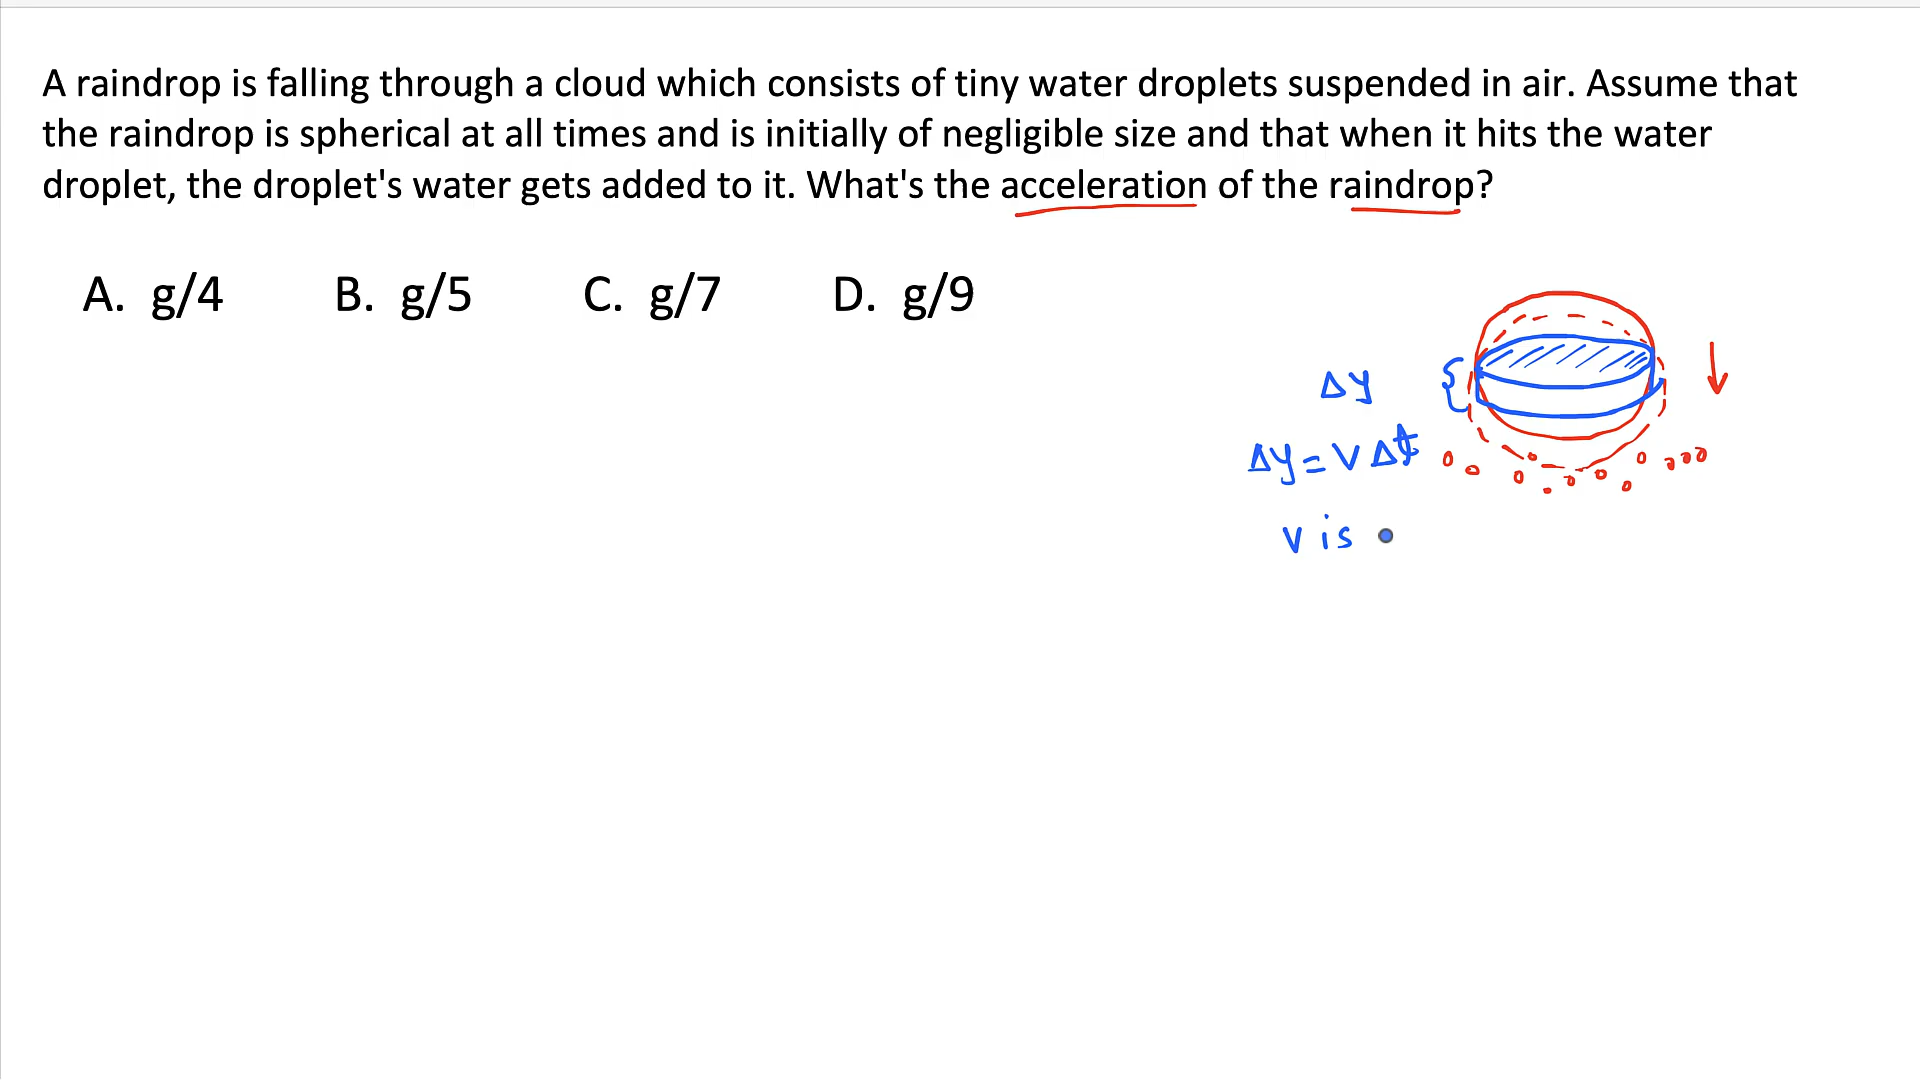 A raindrop is falling through a cloud which consists of tiny water droplets suspended in air. Assume that
the raindrop is spherical at all times and is initially of negligible size and that when it hits the water
droplet, the droplet's water gets added to it. What's the acceleration of the raindrop?
A. g/4 B. g/5 C. g/7 D. g/9
Δy
Δy = v Δt
v is